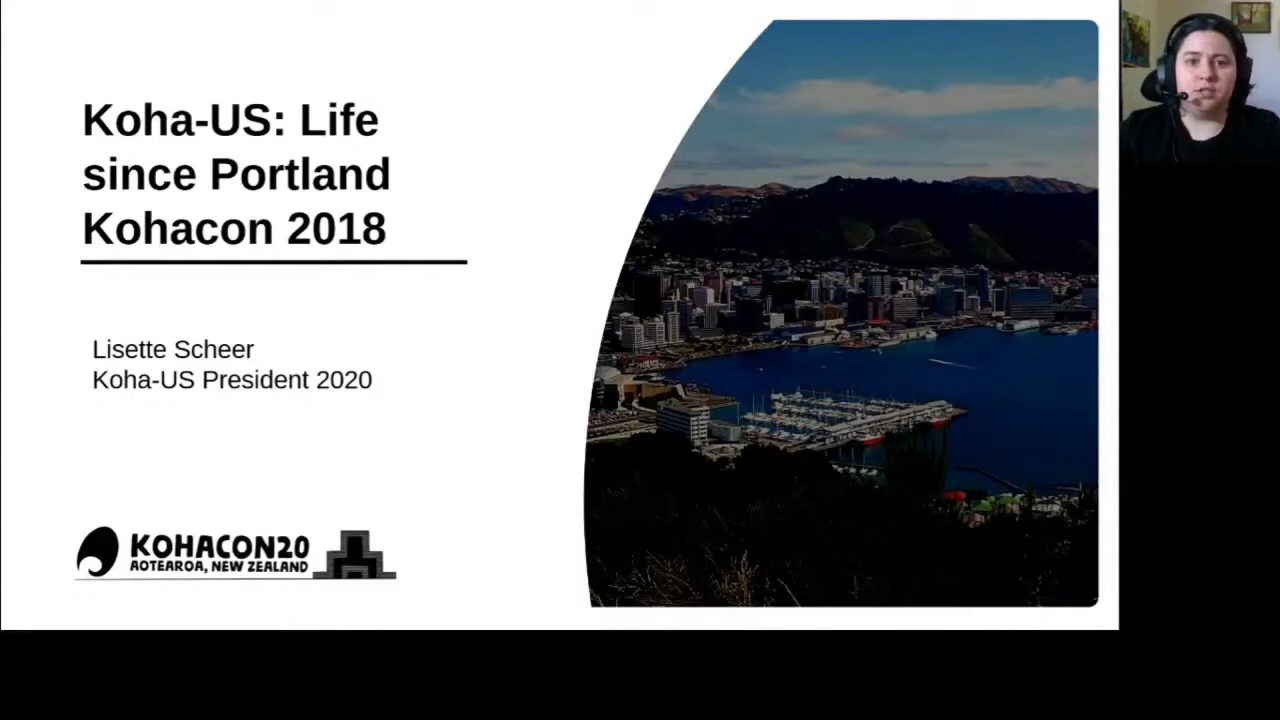 Koha-US: Life
since Portland
Kohacon 2018
Lisette Scheer
Koha-US President 2020
KOHACON20
AOTEAROA, NEW ZEALAND